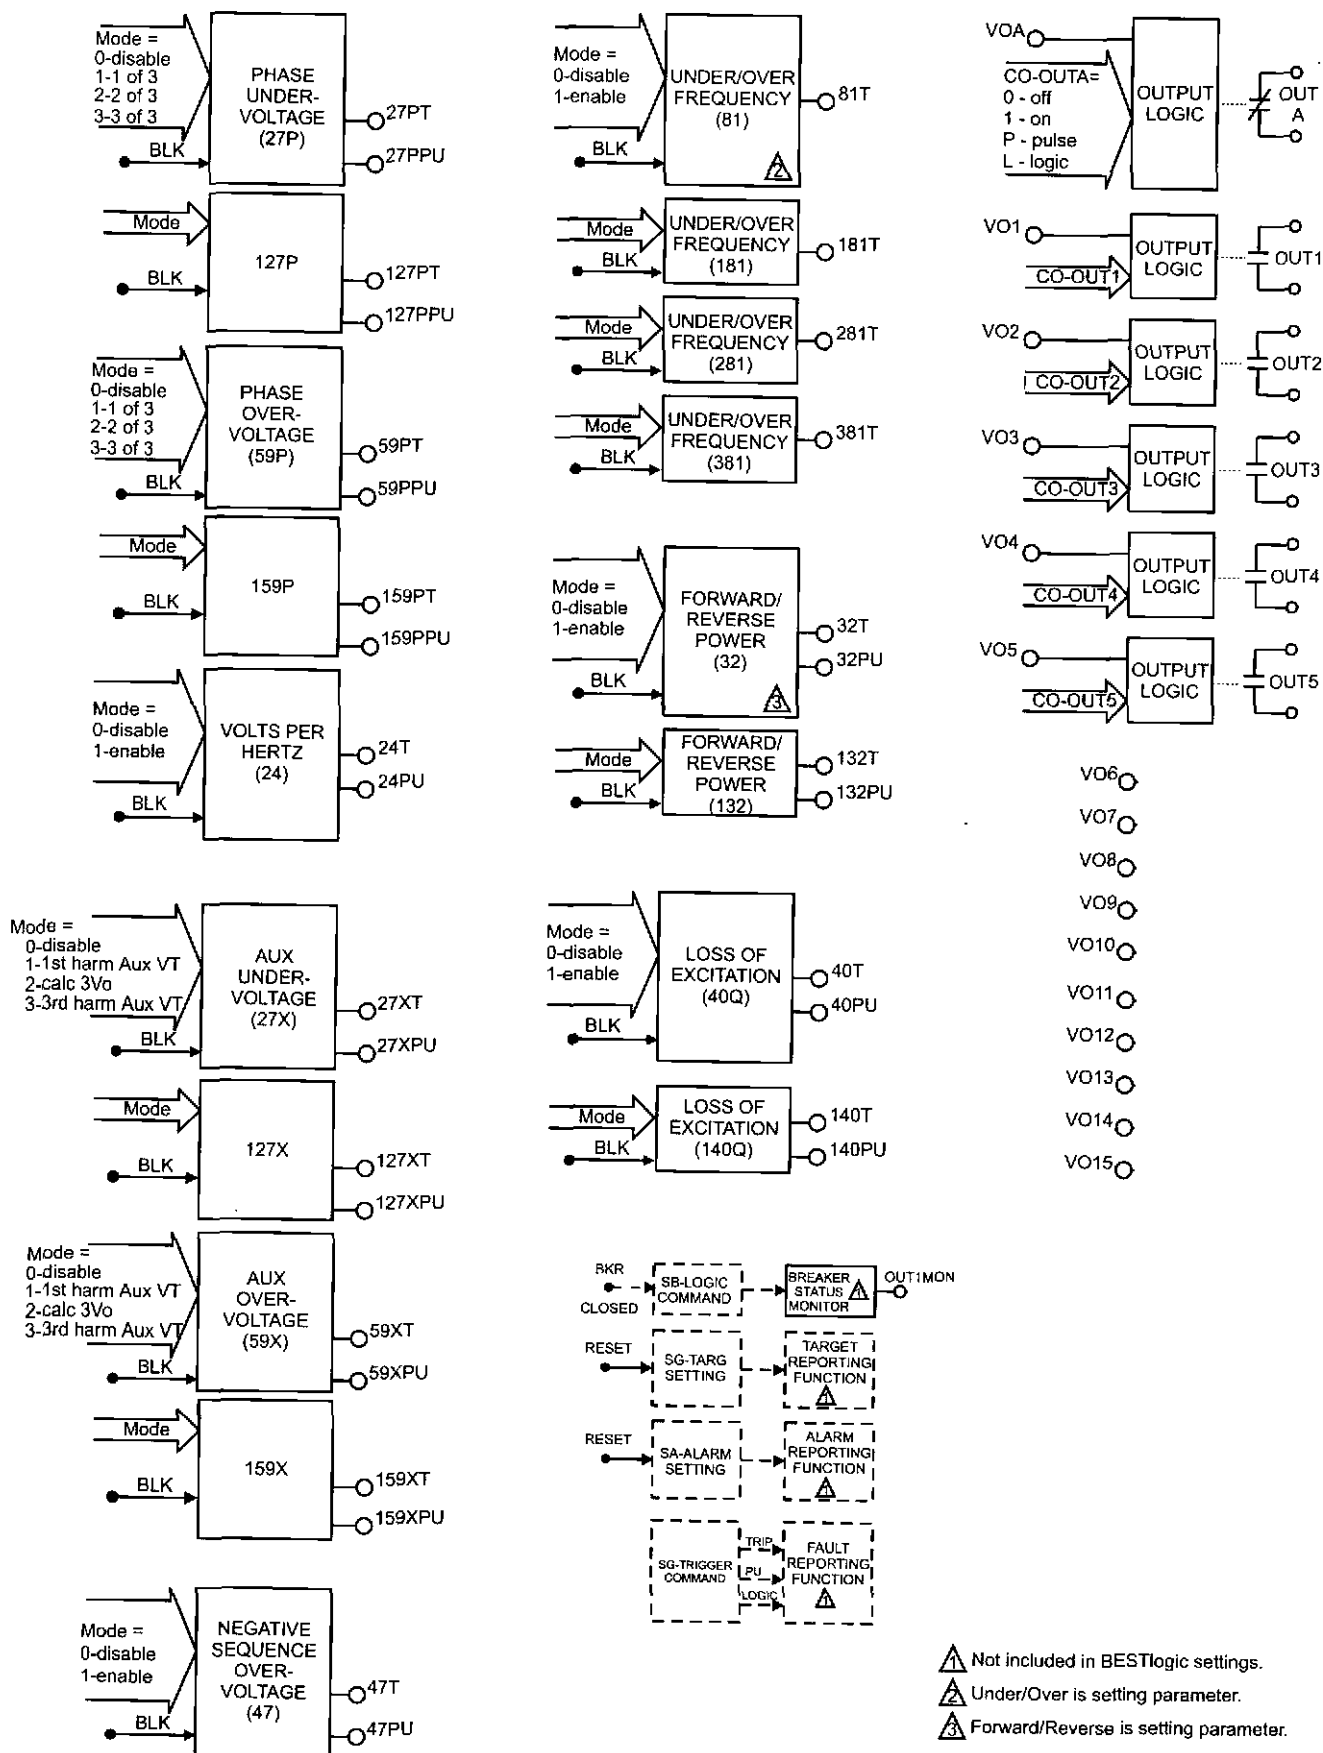 Mode =
0-disable
1-1 of 3
2-2 of 3
3-3 of 3
BLK
PHASE
UNDER-
VOLTAGE
(27P)
27PT
27PPU
Mode
BLK
127P
127PT
127PPU
Mode =
0-disable
1-1 of 3
2-2 of 3
3-3 of 3
BLK
PHASE
OVER-
VOLTAGE
(59P)
59PT
59PPU
Mode
BLK
159P
159PT
159PPU
Mode =
0-disable
1-enable
BLK
VOLTS PER
HERTZ
(24)
24T
24PU
Mode =
0-disable
1-1st harm Aux VT
2-calc 3Vo
3-3rd harm Aux VT
BLK
AUX
UNDER-
VOLTAGE
(27X)
27XT
27XPU
Mode
BLK
127X
127XT
127XPU
Mode =
0-disable
1-1st harm Aux VT
2-calc 3Vo
3-3rd harm Aux VT
BLK
AUX
OVER-
VOLTAGE
(59X)
59XT
59XPU
Mode
BLK
159X
159XT
159XPU
Mode =
0-disable
1-enable
BLK
NEGATIVE
SEQUENCE
OVER-
VOLTAGE
(47)
47T
47PU
Mode =
0-disable
1-enable
BLK
UNDER/OVER
FREQUENCY
(81)
2
81T
Mode
BLK
UNDER/OVER
FREQUENCY
(181)
181T
Mode
BLK
UNDER/OVER
FREQUENCY
(281)
281T
Mode
BLK
UNDER/OVER
FREQUENCY
(381)
381T
Mode =
0-disable
1-enable
BLK
FORWARD/
REVERSE
POWER
(32)
3
32T
32PU
Mode
BLK
FORWARD/
REVERSE
POWER
(132)
132T
132PU
Mode =
0-disable
1-enable
BLK
LOSS OF
EXCITATION
(40Q)
40T
40PU
Mode
BLK
LOSS OF
EXCITATION
(140Q)
140T
140PU
BKR
CLOSED
SB-LOGIC
COMMAND
BREAKER
STATUS
MONITOR
1
OUT1MON
RESET
SG-TARG
SETTING
TARGET
REPORTING
FUNCTION
1
RESET
SA-ALARM
SETTING
ALARM
REPORTING
FUNCTION
1
SG-TRIGGER
COMMAND
TRIP
PU
LOGIC
FAULT
REPORTING
FUNCTION
1
VOA
CO-OUTA=
0 - off
1 - on
P - pulse
L - logic
OUTPUT
LOGIC
OUT
A
VO1
CO-OUT1
OUTPUT
LOGIC
OUT1
VO2
CO-OUT2
OUTPUT
LOGIC
OUT2
VO3
CO-OUT3
OUTPUT
LOGIC
OUT3
VO4
CO-OUT4
OUTPUT
LOGIC
OUT4
VO5
CO-OUT5
OUTPUT
LOGIC
OUT5
VO6
VO7
VO8
VO9
VO10
VO11
VO12
VO13
VO14
VO15
1 Not included in BESTlogic settings.
2 Under/Over is setting parameter.
3 Forward/Reverse is setting parameter.